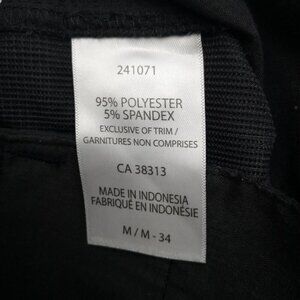 241071
95% POLYESTER
5% SPANDEX
EXCLUSIVE OF TRIM /
GARNITURES NON COMPRISES
CA 38313
MADE IN INDONESIA
FABRIQUÉ EN INDONÉSIE
M / M - 34